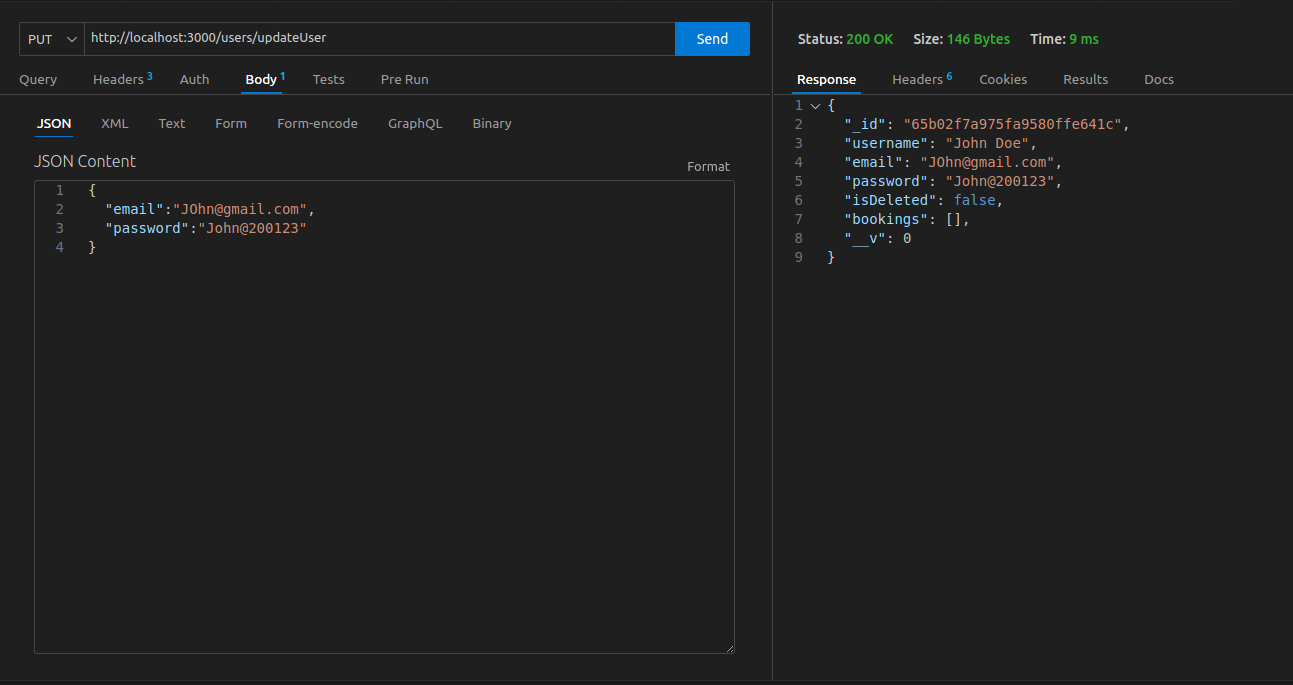 PUT http://localhost:3000/users/updateUser Send
Query Headers 3 Auth Body 1 Tests Pre Run
JSON XML Text Form Form-encode GraphQL Binary
JSON Content Format
1 {
2 "email":"JOhn@gmail.com",
3 "password":"John@200123"
4 }
Status: 200 OK Size: 146 Bytes Time: 9 ms
Response Headers 6 Cookies Results Docs
1 {
2 "_id": "65b02f7a975fa9580ffe641c",
3 "username": "John Doe",
4 "email": "JOhn@gmail.com",
5 "password": "John@200123",
6 "isDeleted": false,
7 "bookings": [],
8 "__v": 0
9 }